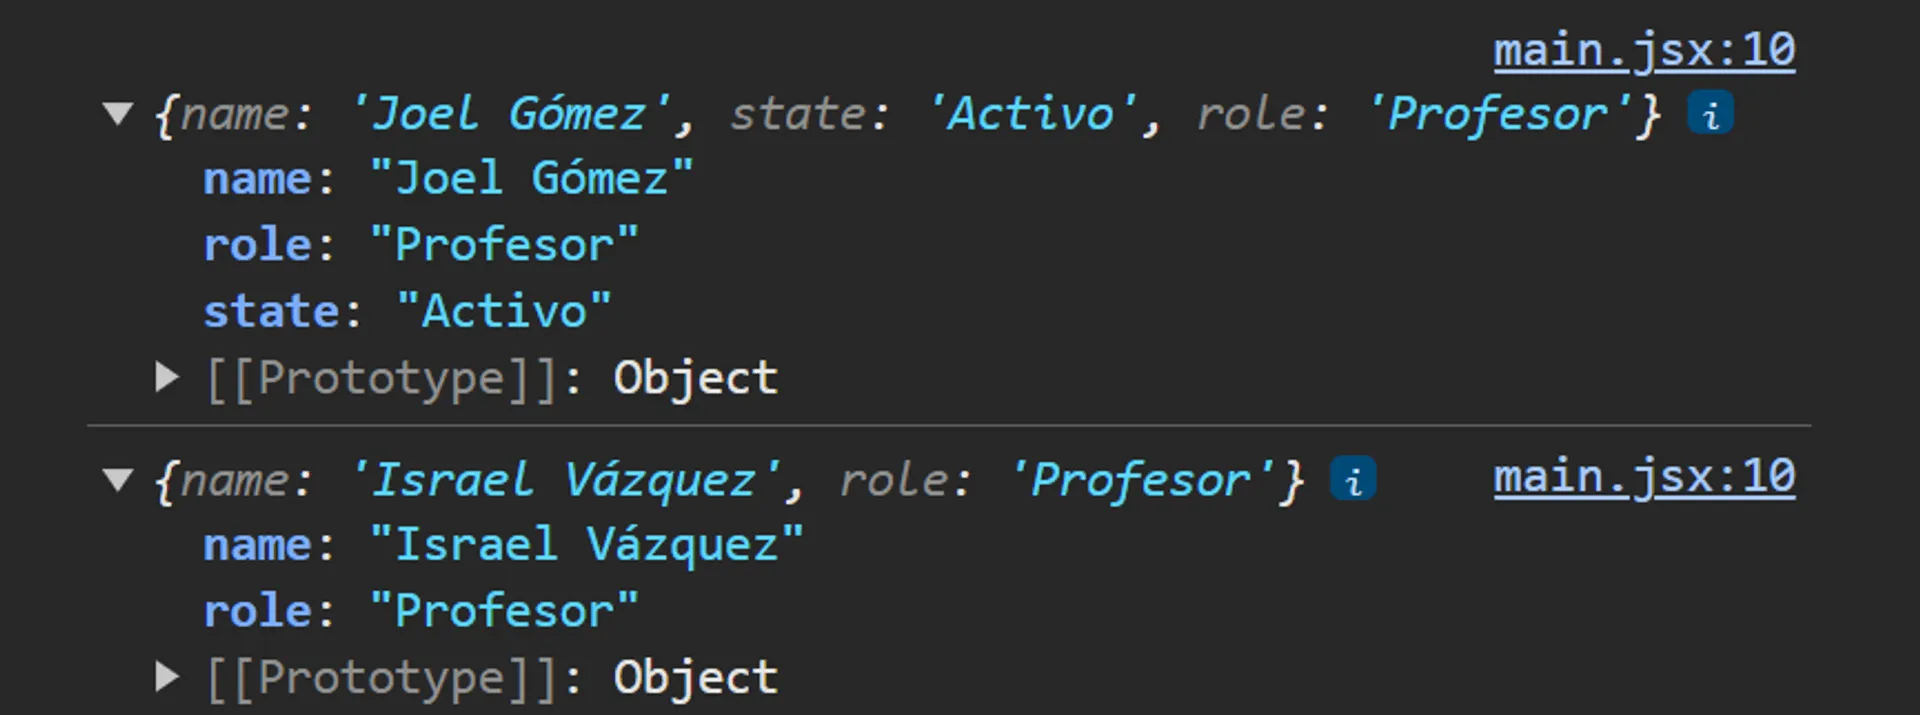 main.jsx:10
▼ {name: 'Joel Gómez', state: 'Activo', role: 'Profesor'} i
name: "Joel Gómez"
role: "Profesor"
state: "Activo"
▶ [[Prototype]]: Object
▼ {name: 'Israel Vázquez', role: 'Profesor'} i main.jsx:10
name: "Israel Vázquez"
role: "Profesor"
▶ [[Prototype]]: Object